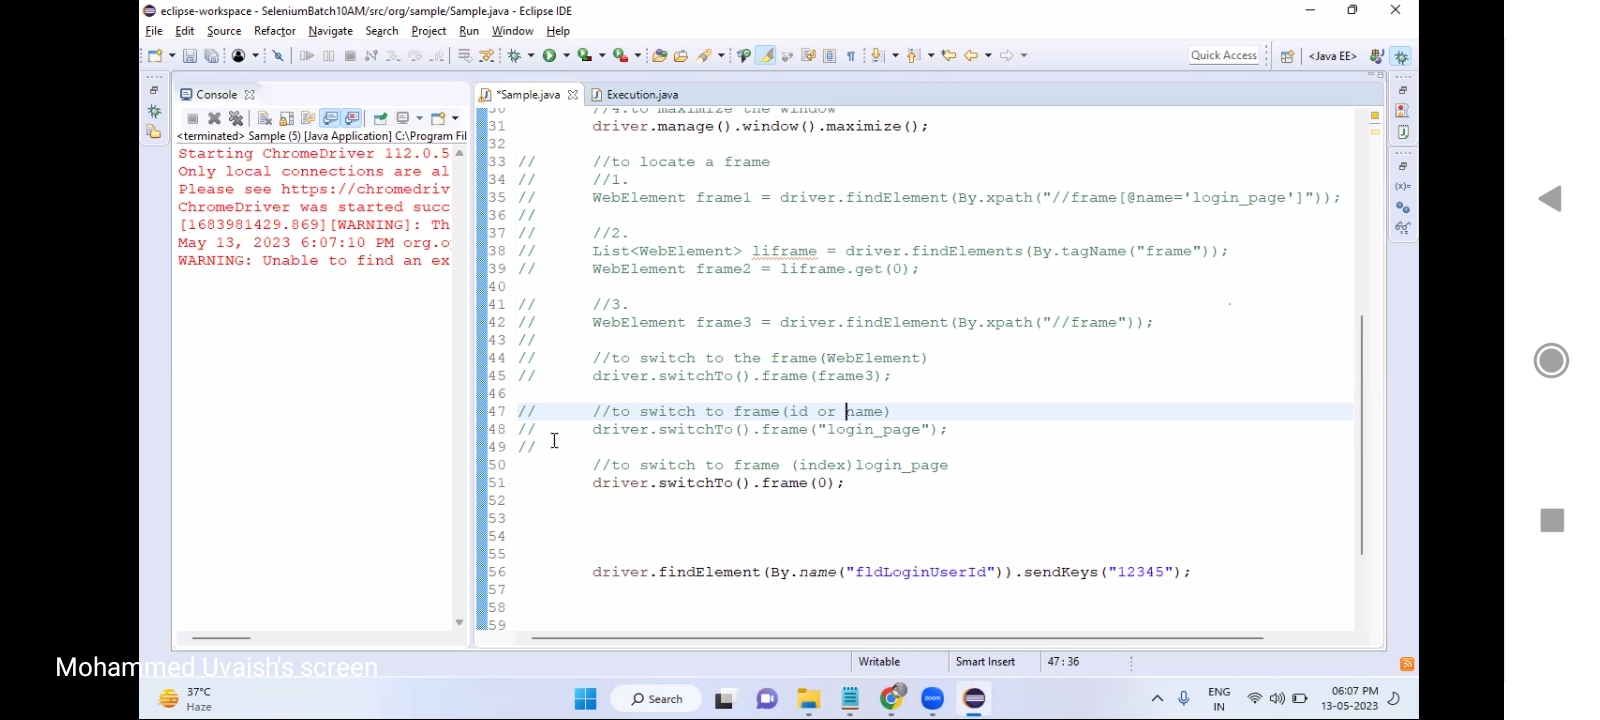 eclipse-workspace - SeleniumBatch10AM/src/org/sample/Sample.java - Eclipse IDE
File Edit Source Refactor Navigate Search Project Run Window Help
Quick Access <Java EE>
Console
*Sample.java Execution.java
<terminated> Sample (5) [Java Application] C:\Program Fil
Starting ChromeDriver 112.0.5
Only local connections are al
Please see https://chromedriv
ChromeDriver was started succ
[1683981429.869][WARNING]: Th
May 13, 2023 6:07:10 PM org.o
WARNING: Unable to find an ex
30 //4.to maximize the window
31 driver.manage().window().maximize();
32
33 // //to locate a frame
34 // //1.
35 // WebElement frame1 = driver.findElement(By.xpath("//frame[@name='login_page']"));
36 //
37 // //2.
38 // List<WebElement> liframe = driver.findElements(By.tagName("frame"));
39 // WebElement frame2 = liframe.get(0);
40
41 // //3.
42 // WebElement frame3 = driver.findElement(By.xpath("//frame"));
43 //
44 // //to switch to the frame(WebElement)
45 // driver.switchTo().frame(frame3);
46
47 // //to switch to frame(id or name)
48 // driver.switchTo().frame("login_page");
49 //
50 //to switch to frame (index)login_page
51 driver.switchTo().frame(0);
52
53
54
55
56 driver.findElement(By.name("fldLoginUserId")).sendKeys("12345");
57
58
59
Writable Smart Insert 47 : 36
Mohammed Uvaish's screen
37°C
Haze
Search
zoom
ENG
IN
06:07 PM
13-05-2023